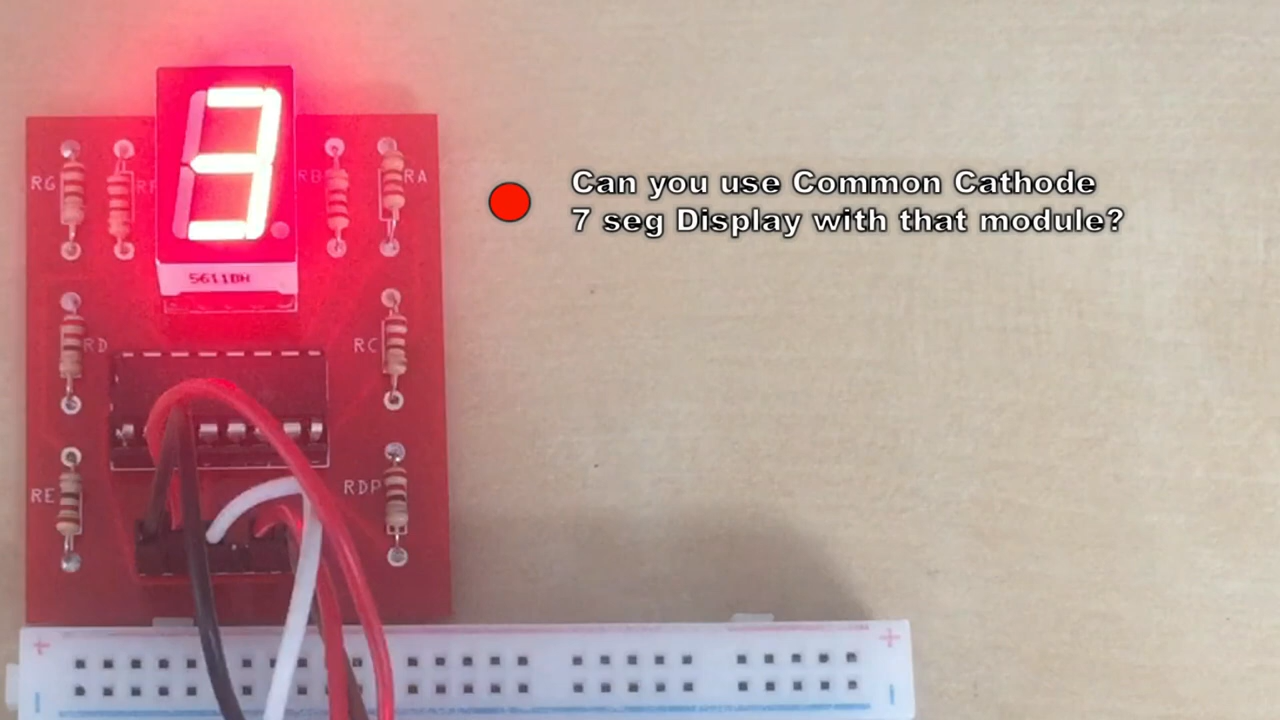 Can you use Common Cathode
7 seg Display with that module?
RG
RF
RB
RA
5611BH
RD
RC
RE
RDP
+
+